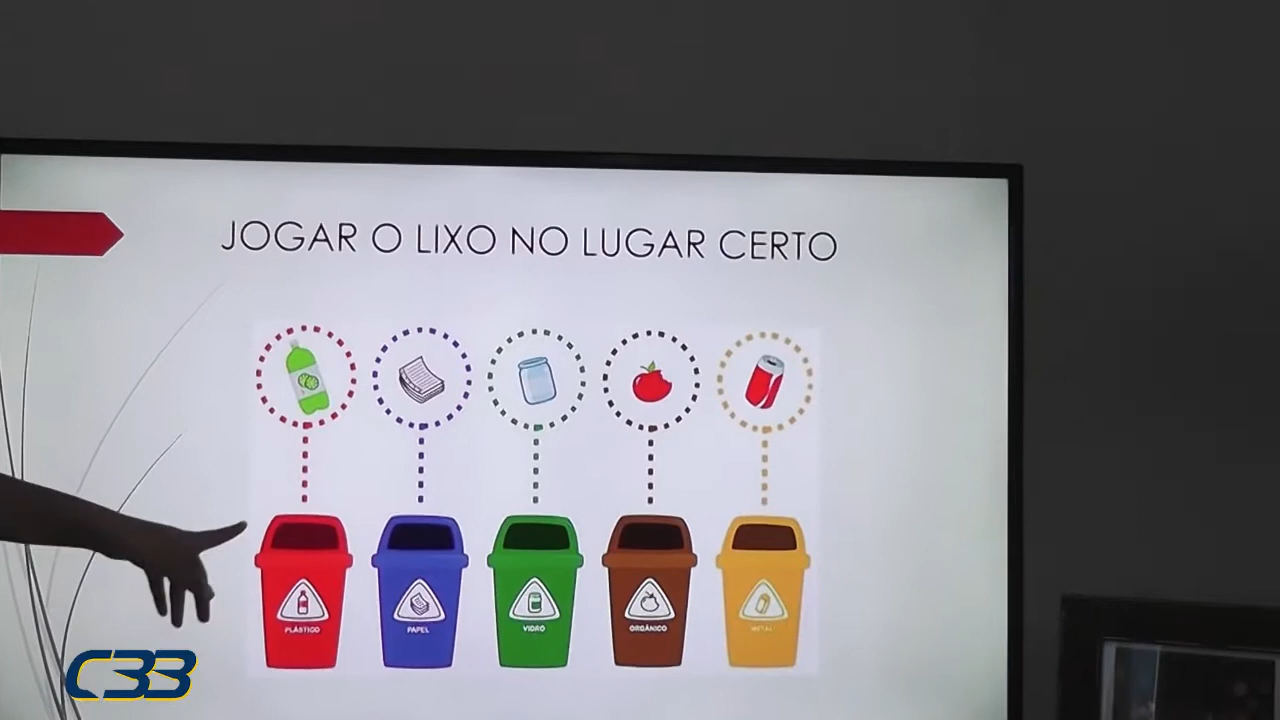 JOGAR O LIXO NO LUGAR CERTO
PLÁSTICO
PAPEL
VIDRO
ORGÂNICO
METAL
C33